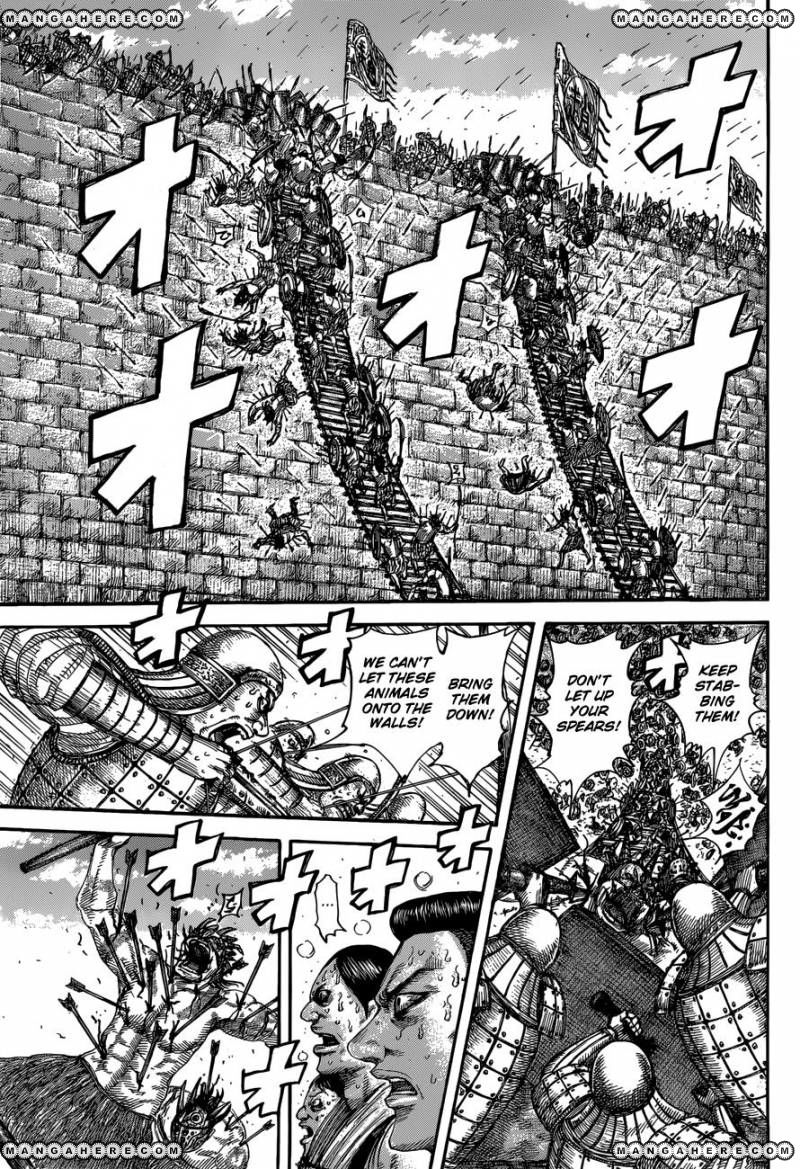 MANGAHERE.COM
MANGAHERE.COM
オ
オ
オ
オ
オ
KEEP
STAB-
BING
THEM!
DON'T
LET UP
YOUR
SPEARS!
オ
BRING
THEM
DOWN!
WE CAN'T
LET THESE
ANIMALS
ONTO THE
WALLS!
オ
オ
オ
オ
オ
...
オ
オ
オ
MANGAHERE.COM
MANGAHERE.COM